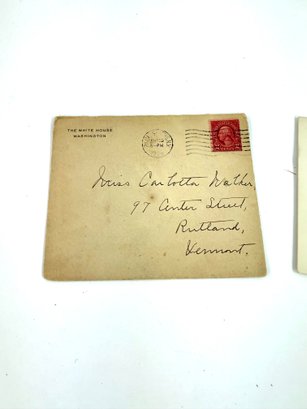 THE WHITE HOUSE
WASHINGTON
Miss Carlotta Walker,
97 Center Street,
Rutland,
Vermont.